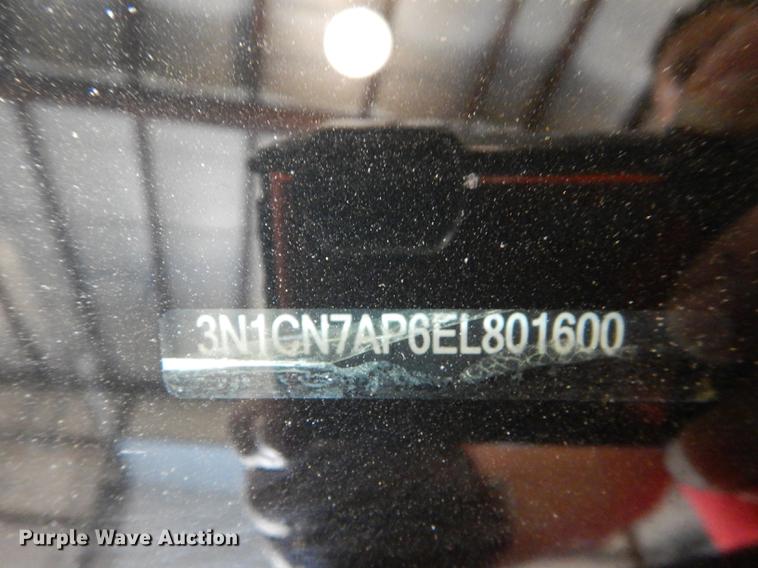 3N1CN7AP6EL801600
Purple Wave Auction